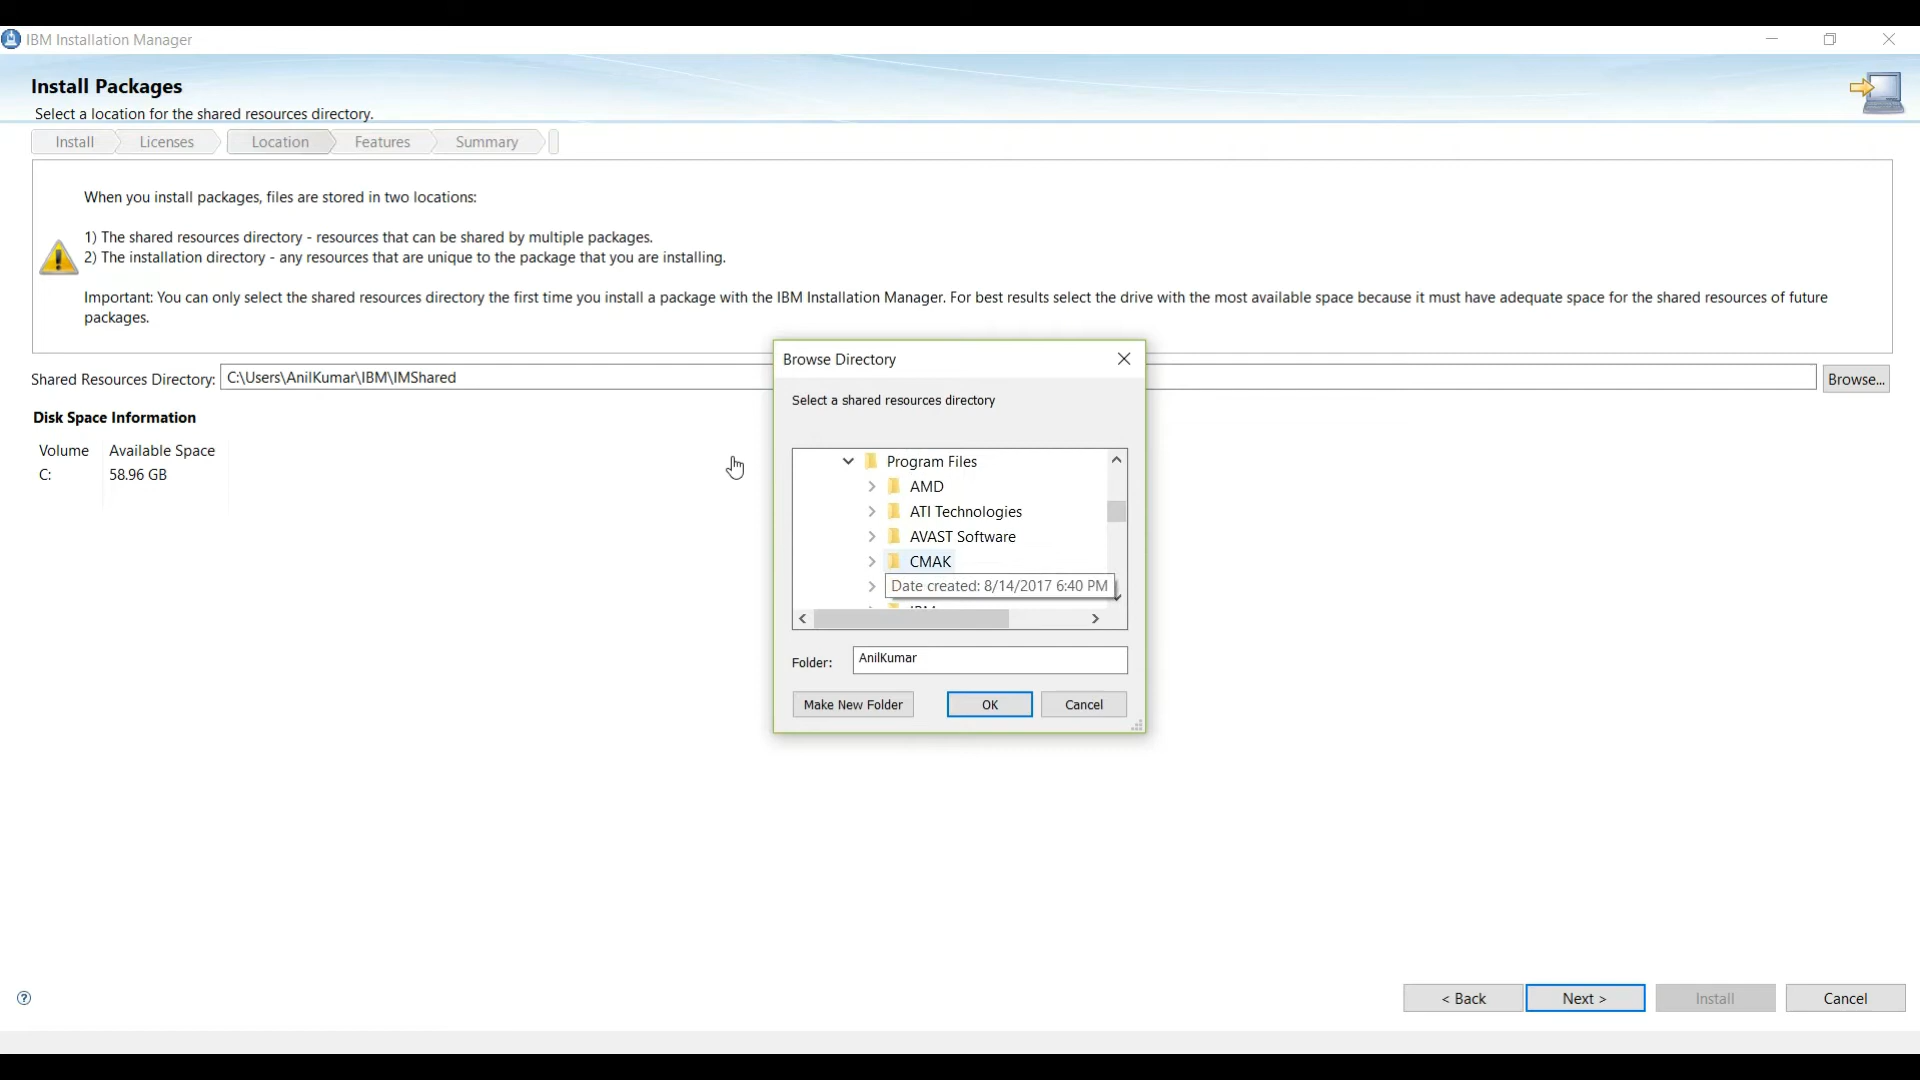 IBM Installation Manager
Install Packages
Select a location for the shared resources directory.
Install
Licenses
Location
Features
Summary
When you install packages, files are stored in two locations:
1) The shared resources directory - resources that can be shared by multiple packages.
2) The installation directory - any resources that are unique to the package that you are installing.
Important: You can only select the shared resources directory the first time you install a package with the IBM Installation Manager. For best results select the drive with the most available space because it must have adequate space for the shared resources of future
packages.
Shared Resources Directory: C:\Users\AnilKumar\IBM\IMShared
Browse...
Disk Space Information
Volume Available Space
C: 58.96 GB
Browse Directory
Select a shared resources directory
Program Files
AMD
ATI Technologies
AVAST Software
CMAK
Date created: 8/14/2017 6:40 PM
IBM
Folder: AnilKumar
Make New Folder
OK
Cancel
< Back
Next >
Install
Cancel